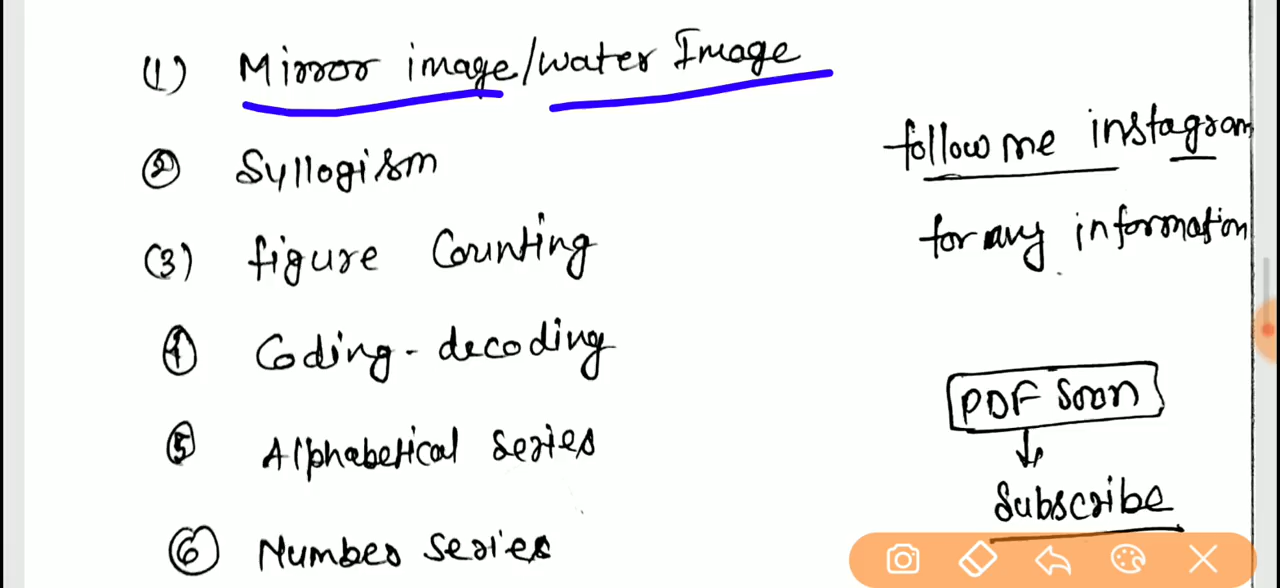 (1) Mirror image/water Image
② Syllogism
(3) figure Counting
④ Coding-decoding
⑤ Alphabetical series
⑥ Number series
follow me instagram
for any information
PDF Soon
Subscribe